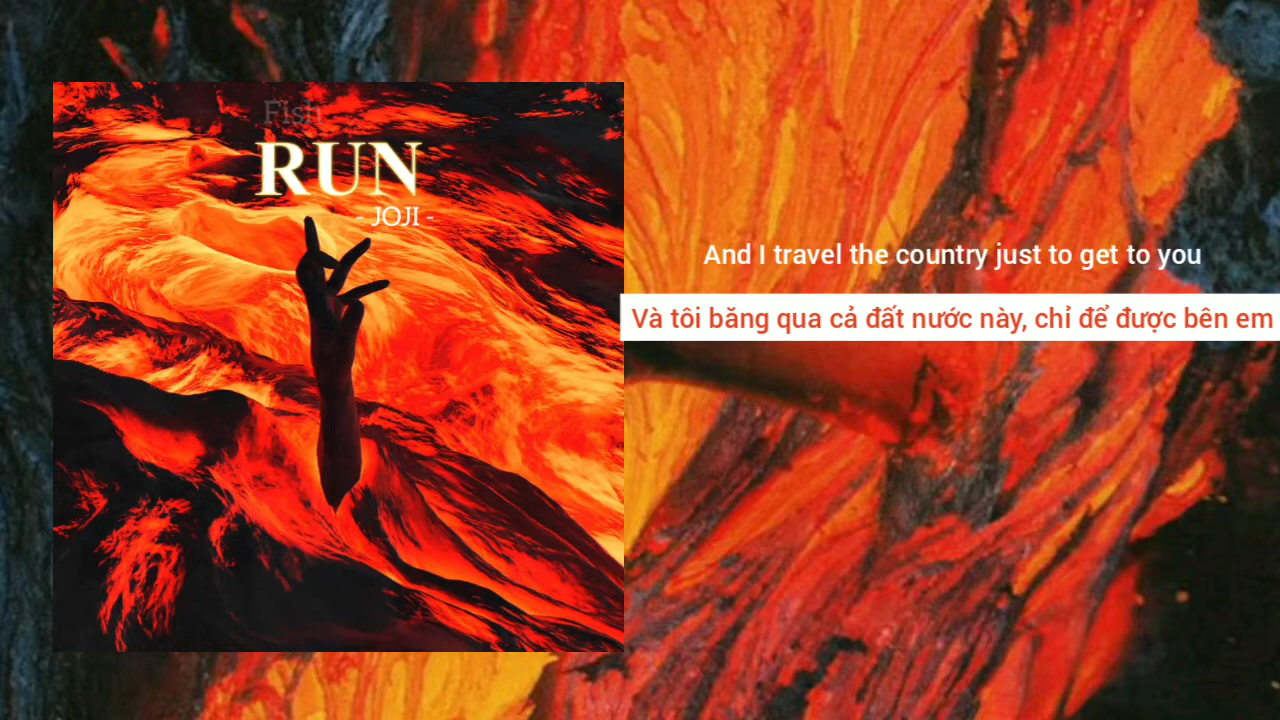 Fish
RUN
- JOJI -
And I travel the country just to get to you
Và tôi băng qua cả đất nước này, chỉ để được bên em